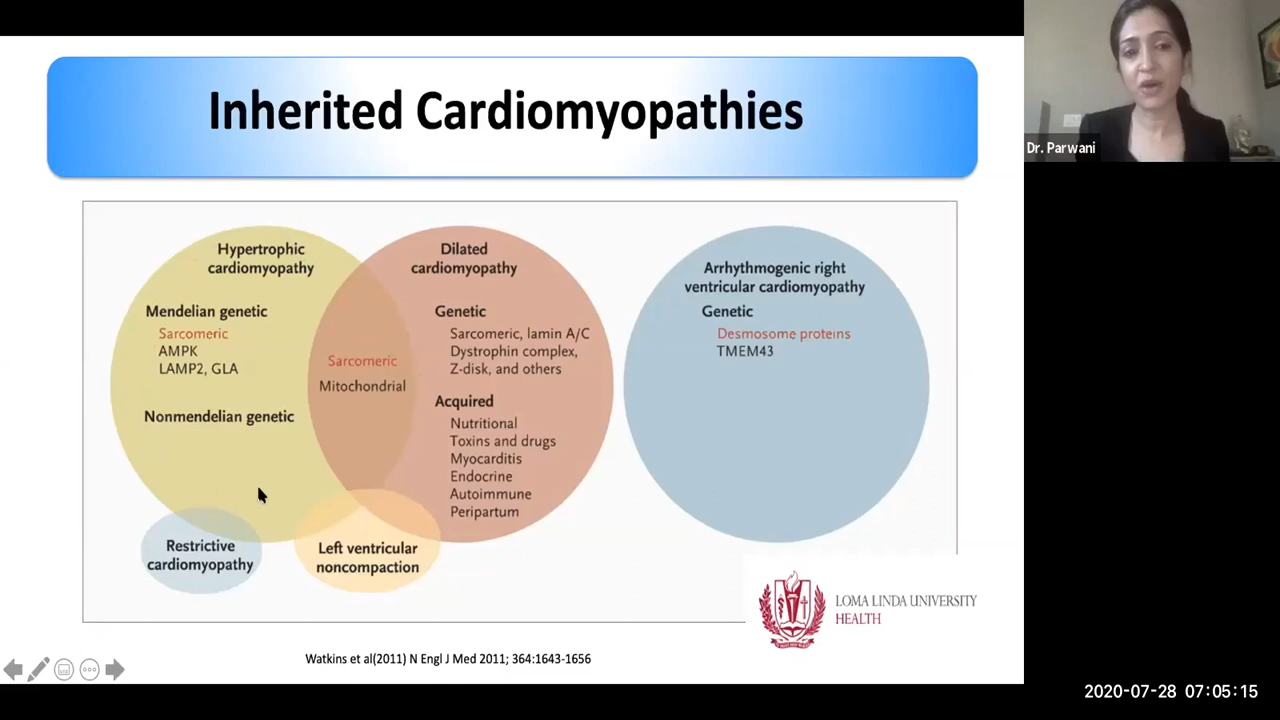 Inherited Cardiomyopathies
Dr. Parwani
Hypertrophic
cardiomyopathy
Mendelian genetic
Sarcomeric
AMPK
LAMP2, GLA
Nonmendelian genetic
Sarcomeric
Mitochondrial
Dilated
cardiomyopathy
Genetic
Sarcomeric, lamin A/C
Dystrophin complex,
Z-disk, and others
Acquired
Nutritional
Toxins and drugs
Myocarditis
Endocrine
Autoimmune
Peripartum
Arrhythmogenic right
ventricular cardiomyopathy
Genetic
Desmosome proteins
TMEM43
Restrictive
cardiomyopathy
Left ventricular
noncompaction
LOMA LINDA UNIVERSITY
HEALTH
Watkins et al(2011) N Engl J Med 2011; 364:1643-1656
2020-07-28 07:05:15